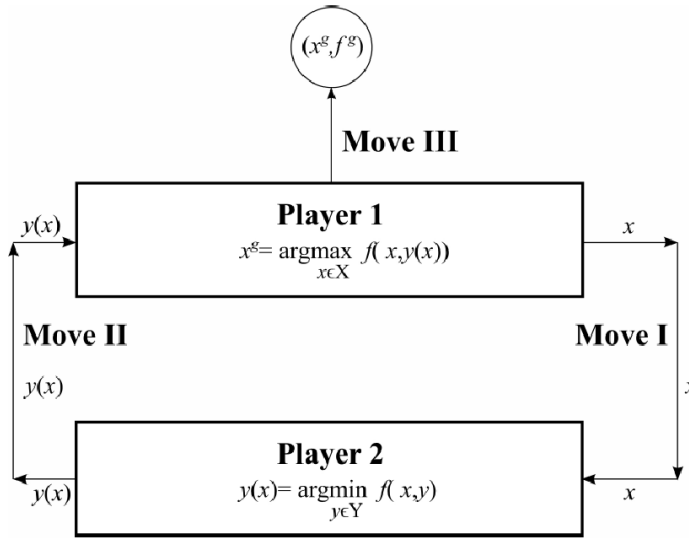 (x^g, f^g)
Move III
Player 1
x^g = argmax f( x,y(x))
x∈X
y(x)
x
Move II
Move I
y(x)
x
Player 2
y(x)= argmin f( x,y)
y∈Y
y(x)
x